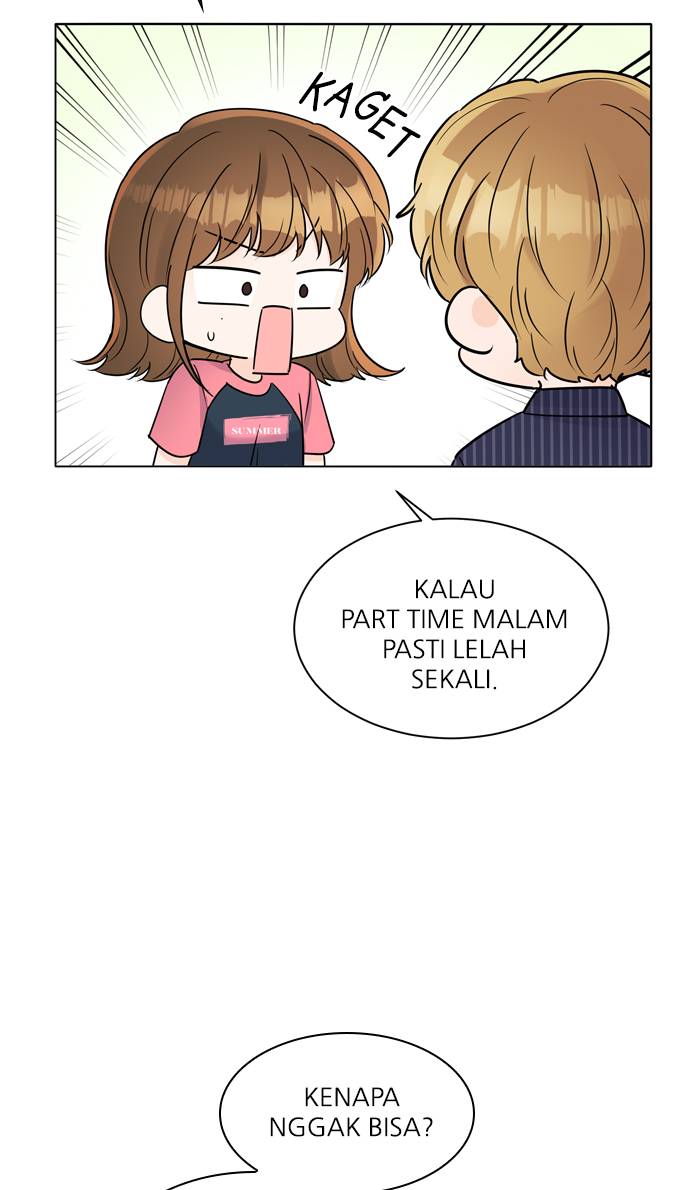 KAGET
SUMMER
KALAU
PART TIME MALAM
PASTI LELAH
SEKALI.
KENAPA
NGGAK BISA?